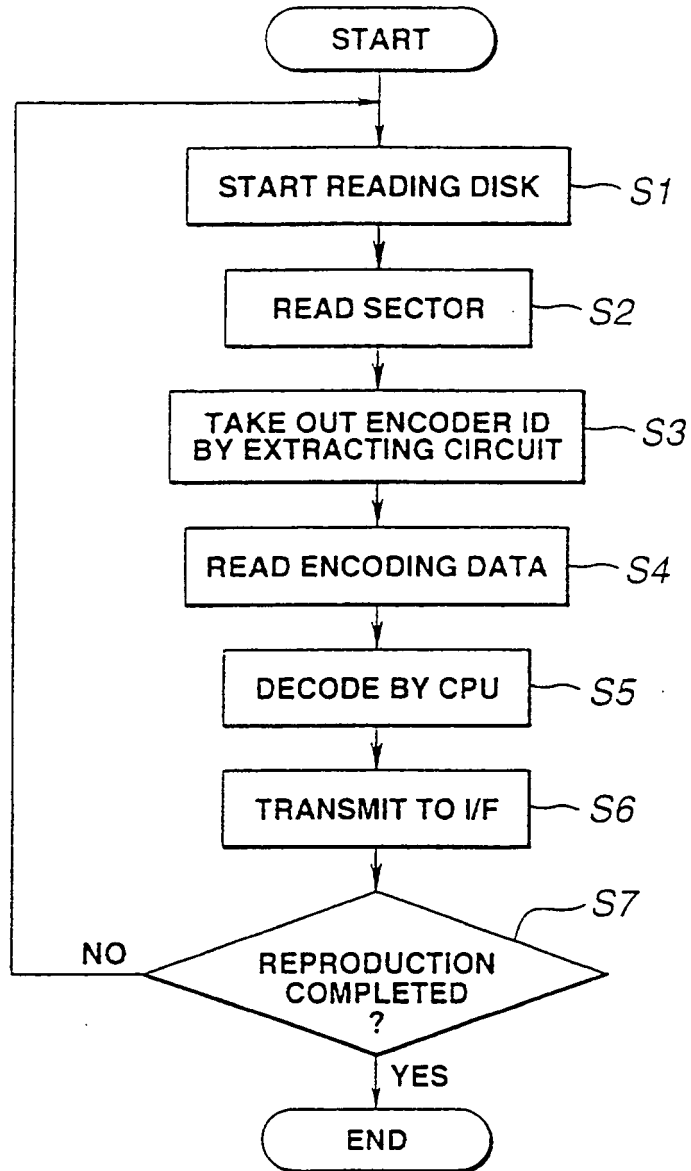 START
START READING DISK S1
READ SECTOR S2
TAKE OUT ENCODER ID
BY EXTRACTING CIRCUIT S3
READ ENCODING DATA S4
DECODE BY CPU S5
TRANSMIT TO I/F S6
S7
NO
REPRODUCTION
COMPLETED
?
YES
END